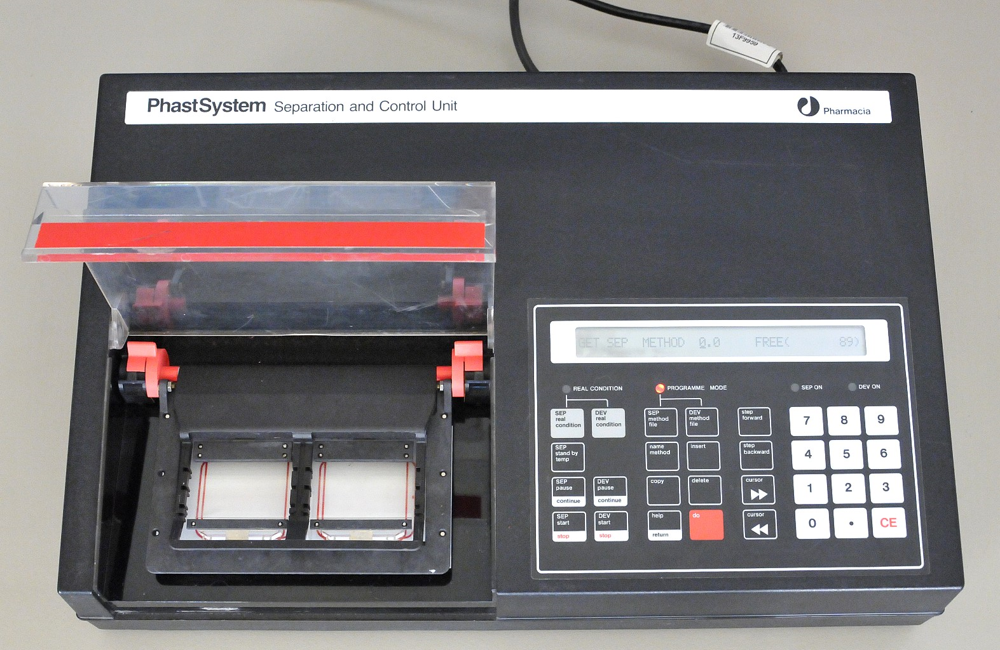 13F9959
PhastSystem Separation and Control Unit
Pharmacia
GET SEP METHOD 0.0 FREE( 89)
REAL CONDITION
PROGRAMME MODE
SEP ON
DEV ON
SEP real condition
DEV real condition
SEP method file
DEV method file
step forward
7 8 9
SEP stand by temp
name method
insert
step backward
4 5 6
SEP pause continue
DEV pause continue
copy
delete
cursor
1 2 3
SEP start stop
DEV start stop
help return
do
cursor
0 . CE